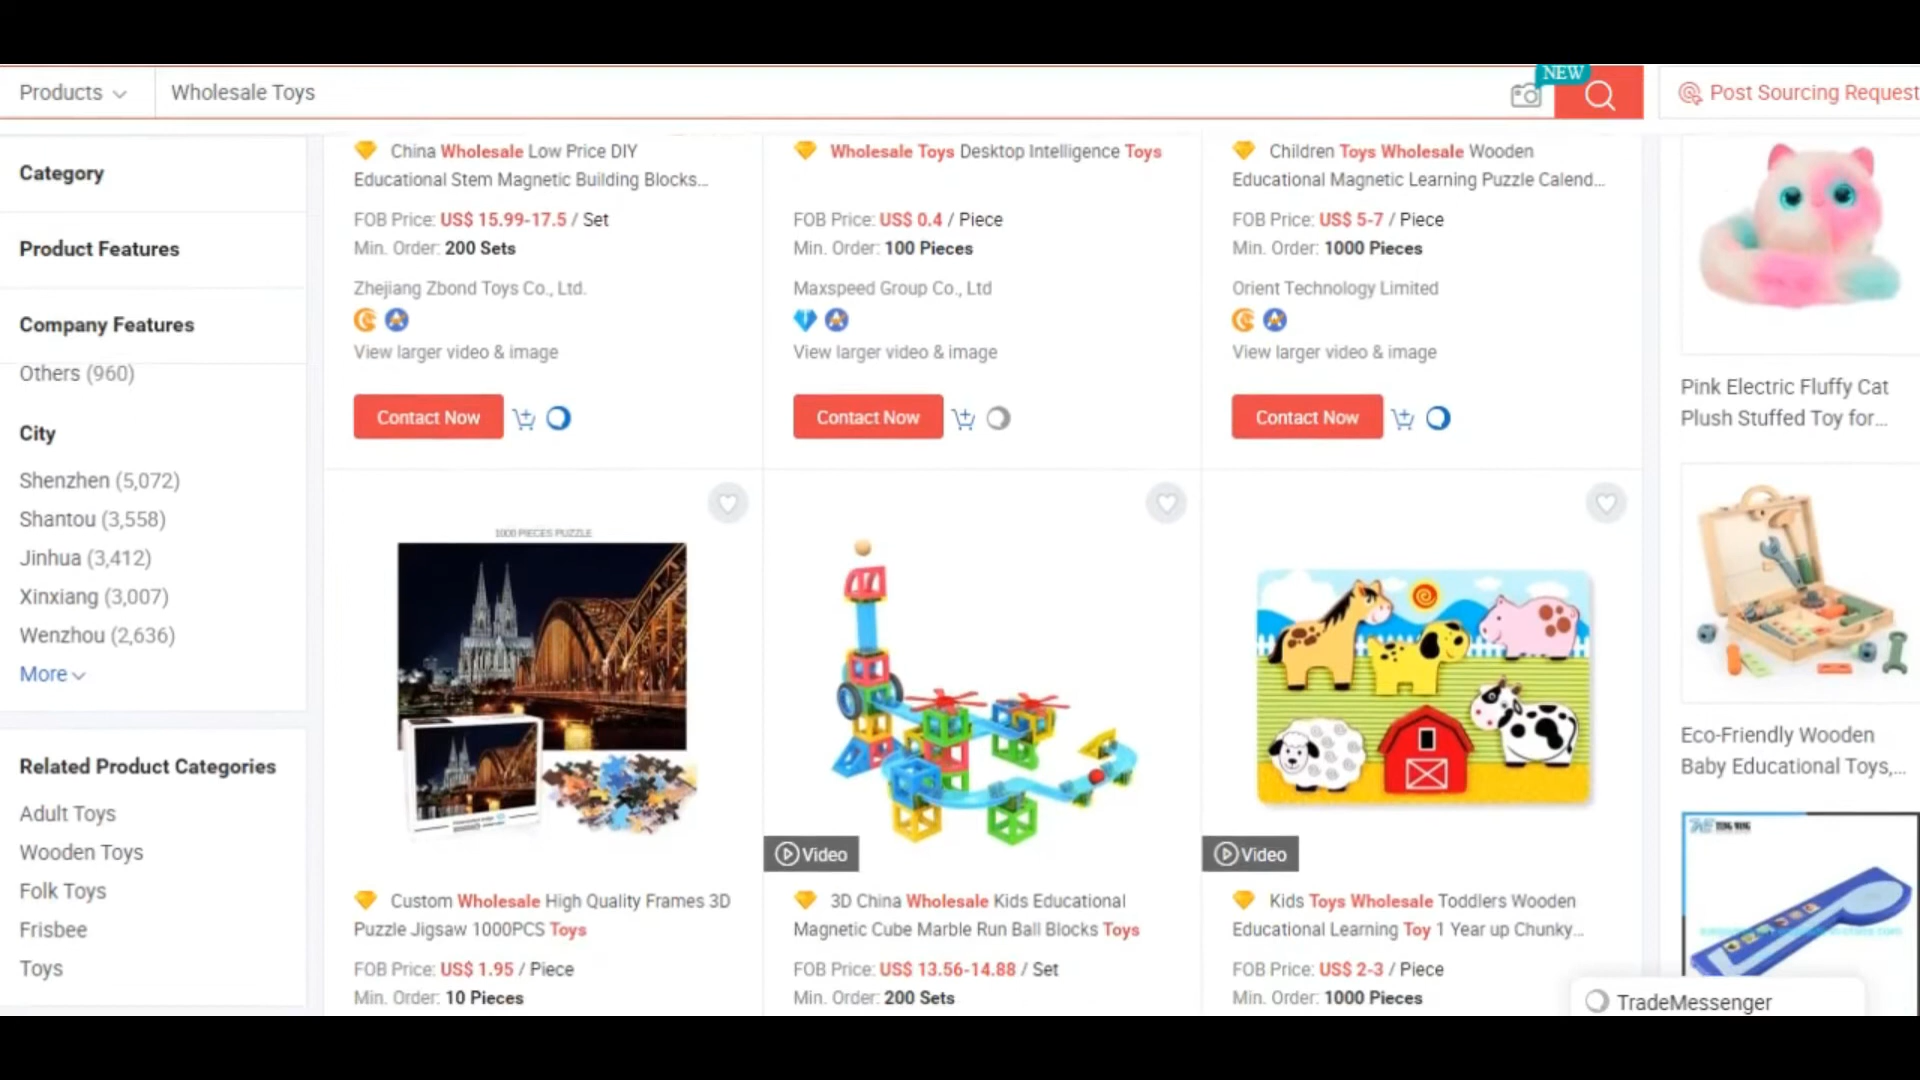 Products
Wholesale Toys
NEW
Post Sourcing Request
Category
Product Features
Company Features
Others (960)
City
Shenzhen (5,072)
Shantou (3,558)
Jinhua (3,412)
Xinxiang (3,007)
Wenzhou (2,636)
More
Related Product Categories
Adult Toys
Wooden Toys
Folk Toys
Frisbee
Toys
China Wholesale Low Price DIY
Educational Stem Magnetic Building Blocks...
FOB Price: US$ 15.99-17.5 / Set
Min. Order: 200 Sets
Zhejiang Zbond Toys Co., Ltd.
View larger video & image
Contact Now
Wholesale Toys Desktop Intelligence Toys
FOB Price: US$ 0.4 / Piece
Min. Order: 100 Pieces
Maxspeed Group Co., Ltd
View larger video & image
Contact Now
Children Toys Wholesale Wooden
Educational Magnetic Learning Puzzle Calend...
FOB Price: US$ 5-7 / Piece
Min. Order: 1000 Pieces
Orient Technology Limited
View larger video & image
Contact Now
1000 PIECES PUZZLE
Custom Wholesale High Quality Frames 3D
Puzzle Jigsaw 1000PCS Toys
FOB Price: US$ 1.95 / Piece
Min. Order: 10 Pieces
Video
3D China Wholesale Kids Educational
Magnetic Cube Marble Run Ball Blocks Toys
FOB Price: US$ 13.56-14.88 / Set
Min. Order: 200 Sets
Video
Kids Toys Wholesale Toddlers Wooden
Educational Learning Toy 1 Year up Chunky...
FOB Price: US$ 2-3 / Piece
Min. Order: 1000 Pieces
Pink Electric Fluffy Cat
Plush Stuffed Toy for...
Eco-Friendly Wooden
Baby Educational Toys,...
TradeMessenger